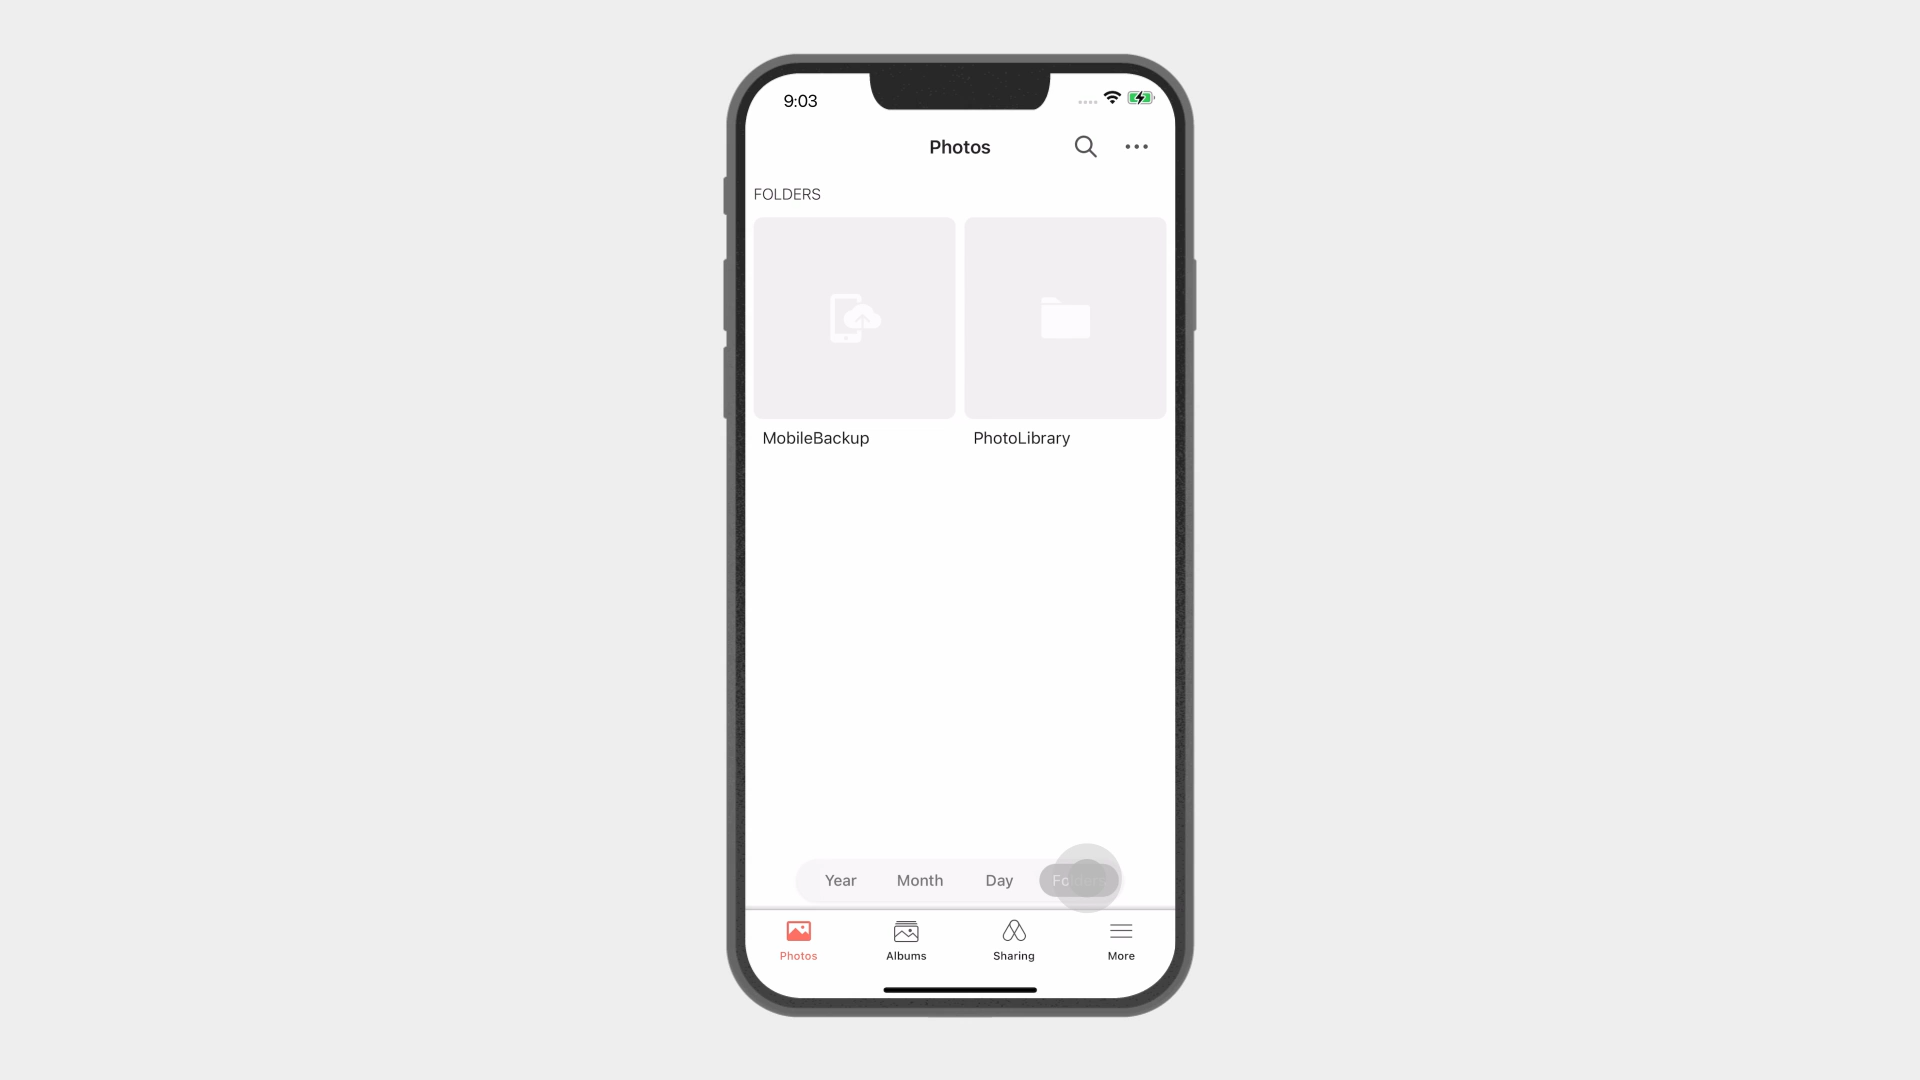 9:03
Photos
FOLDERS
MobileBackup
PhotoLibrary
Year Month Day Folders
Photos Albums Sharing More